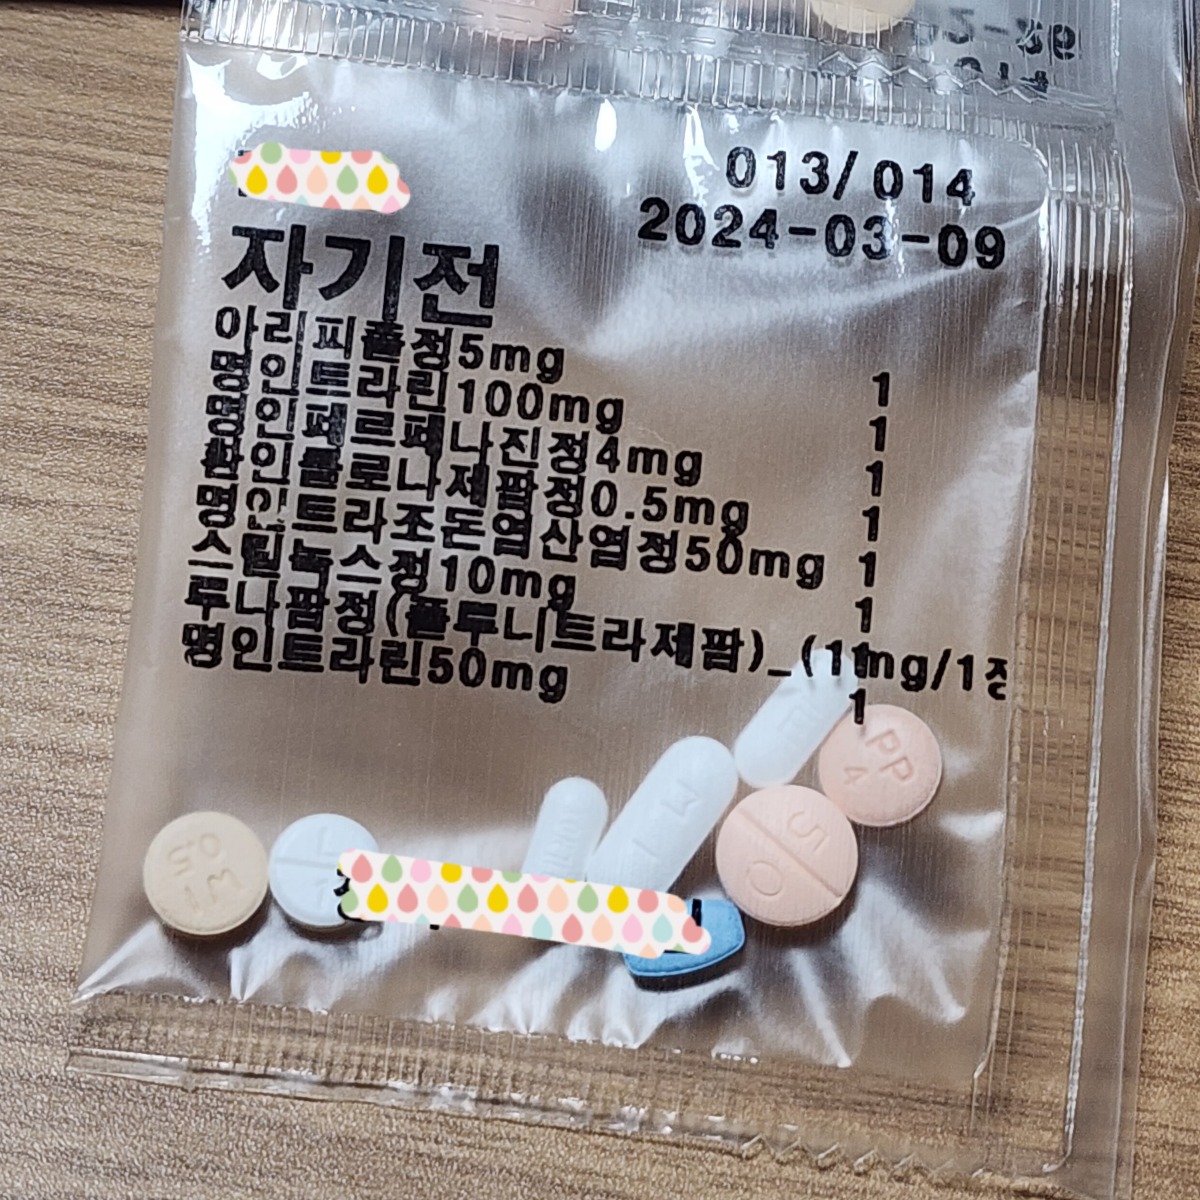 013/014
2024-03-09
자기전
아리피졸정5mg 1
명인트라린100mg 1
명인페르페나진정4mg 1
환인클로나제팜정0.5mg 1
명인트라조돈염산염정50mg 1
스틸녹스정10mg 1
루나팜정(플루니트라제팜)_(1mg/1정 1
명인트라린50mg 1
PP
4
50